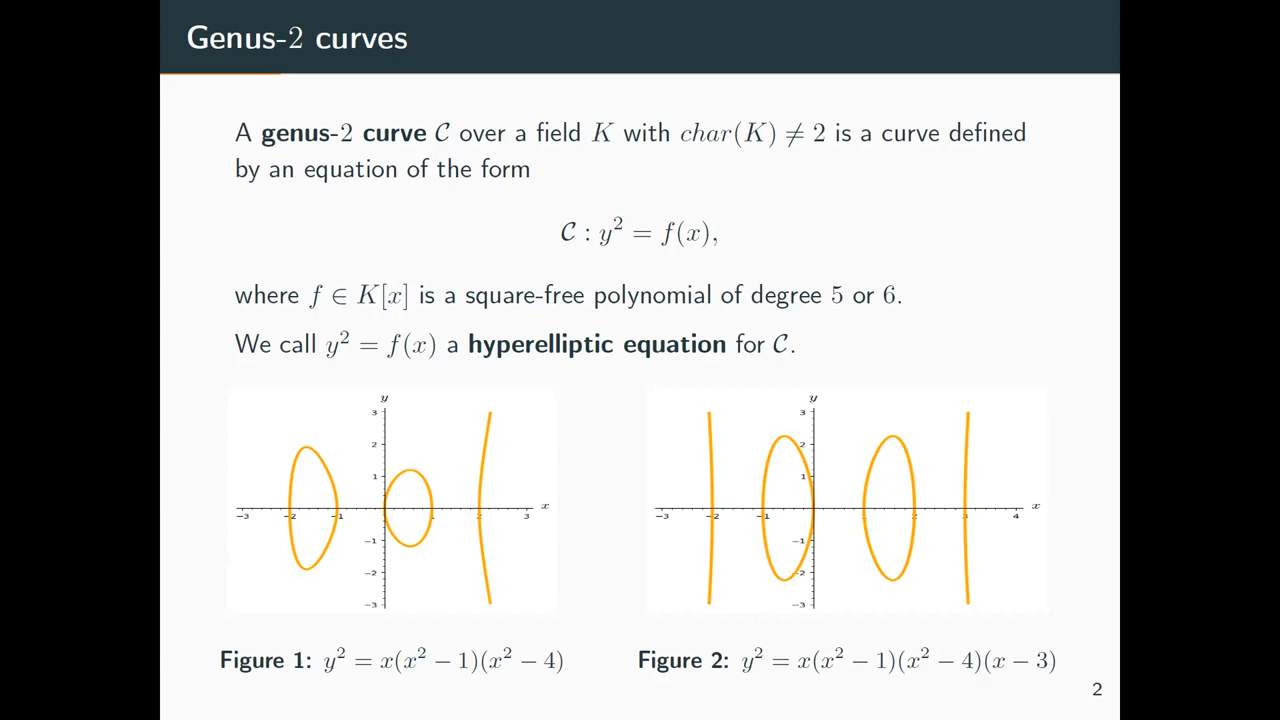 Genus-2 curves
A genus-2 curve 𝒞 over a field K with char(K) ≠ 2 is a curve defined
by an equation of the form
𝒞 : y² = f(x),
where f ∈ K[x] is a square-free polynomial of degree 5 or 6.
We call y² = f(x) a hyperelliptic equation for 𝒞.
y
3
2
1
−3 −2 −1 1 2 3 x
−1
−2
−3
y
3
2
1
−3 −2 −1 1 2 3 4 x
−1
−2
−3
Figure 1: y² = x(x² − 1)(x² − 4)
Figure 2: y² = x(x² − 1)(x² − 4)(x − 3)
2